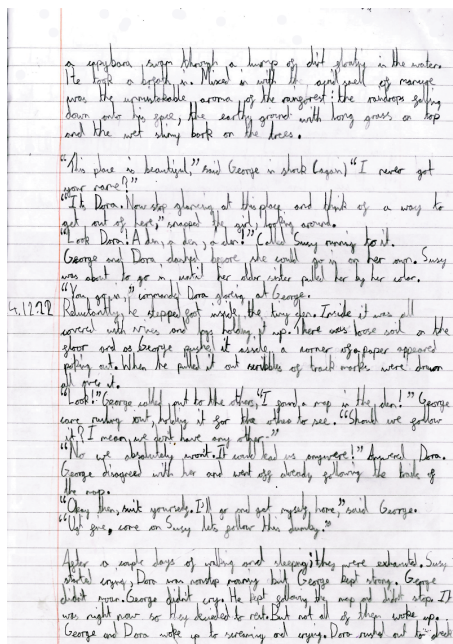 a capybara, swam through a lump of dirt floating in the water.
He took a breath in. Mixed in with the acrid smell of manure
was the unmistakable aroma of the rainforest: the raindrops falling
down onto his face, the earthy ground with long grass on top
and the wet shiny bark on the trees.
"This place is beautiful," said George in shock (again) "I never got
your name?"
"It's Dora. Now stop glancing at this place and think of a way to
get out of here," snapped the girl, looking around.
"Look Dora! A den, a den, a den!" Called Susy running to it.
George and Dora before she could go in on her own. Susy
was about to go in, until her older sister pulled her by her color.
"You go in," commanded Dora glaring at George.
4.12.22 Reluctantly, he stepped foot inside the tiny den. Inside it was all
covered with vines and logs holding it up. There was loose soil on the
floor and as George pushed it asside, a corner of a paper appeared
poking out. When he pulled it out scribbles of track marks were drawn
all over it.
"Look!" George called out to the others, "I found a map in the den!" George
came rushing out, holding it for the others to see. "Should we follow
it? I mean, we dont have any other."
"No we absolutely wont. It could lead us anywhere!" Answered Dora.
George disagreed with her and went off already following the trails of
the map.
"Okay then, suit yourself. I'll go and get myself home," said George.
"Ugh fine, come on Susy lets follow this dumby."
After a couple days of walking and sleeping, they were exhausted. Susy
started crying, Dora was nonstop moaning but George kept strong. George
didnt moan. George didnt cry. He kept following the map and didnt stop. It
was night now so they decided to rest. But not all of them woke up.
George and Dora woke up to screaming and crying. Dora rushed out to check